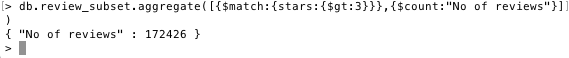 > db.review_subset.aggregate([{$match:{stars:{$gt:3}}},{$count:"No of reviews"}]
)
{ "No of reviews" : 172426 }
>